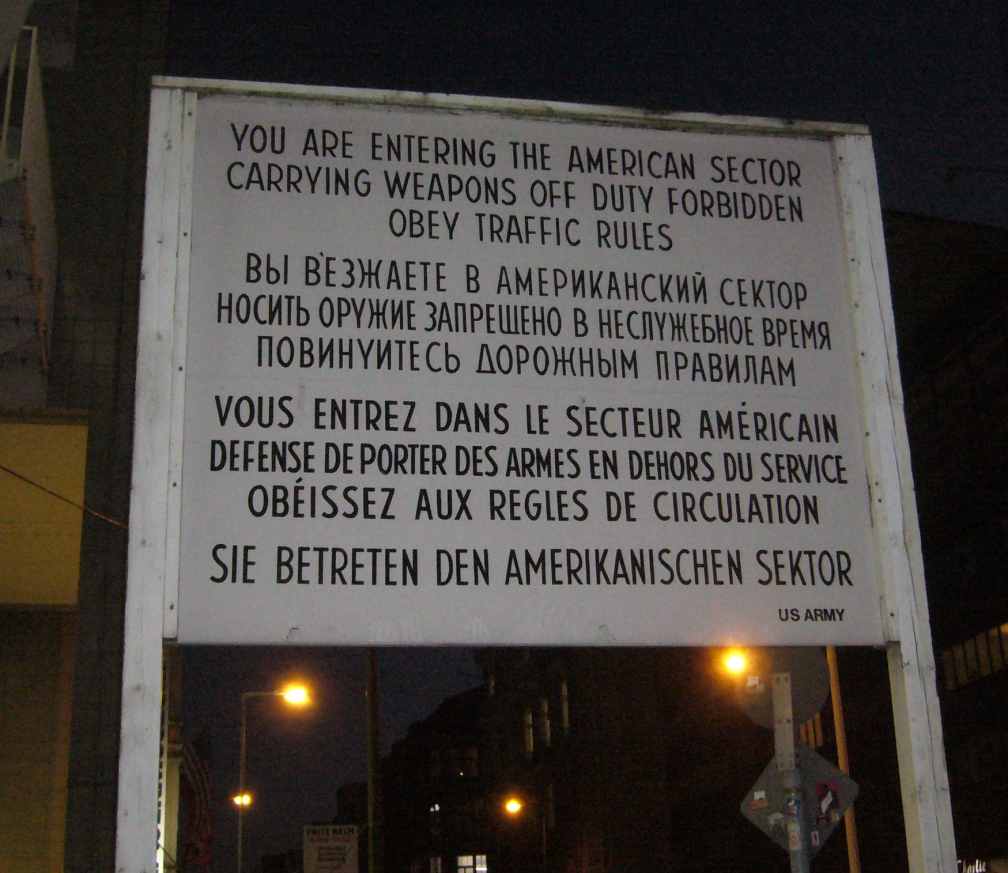 YOU ARE ENTERING THE AMERICAN SECTOR
CARRYING WEAPONS OFF DUTY FORBIDDEN
OBEY TRAFFIC RULES
ВЫ ВЪЕЗЖАЕТЕ В АМЕРИКАНСКИЙ СЕКТОР
НОСИТЬ ОРУЖИЕ ЗАПРЕЩЕНО В НЕСЛУЖЕБНОЕ ВРЕМЯ
ПОВИНУИТЕСЬ ДОРОЖНЫМ ПРАВИЛАМ
VOUS ENTREZ DANS LE SECTEUR AMÉRICAIN
DEFENSE DE PORTER DES ARMES EN DEHORS DU SERVICE
OBÉISSEZ AUX REGLES DE CIRCULATION
SIE BETRETEN DEN AMERIKANISCHEN SEKTOR
US ARMY
Charlie